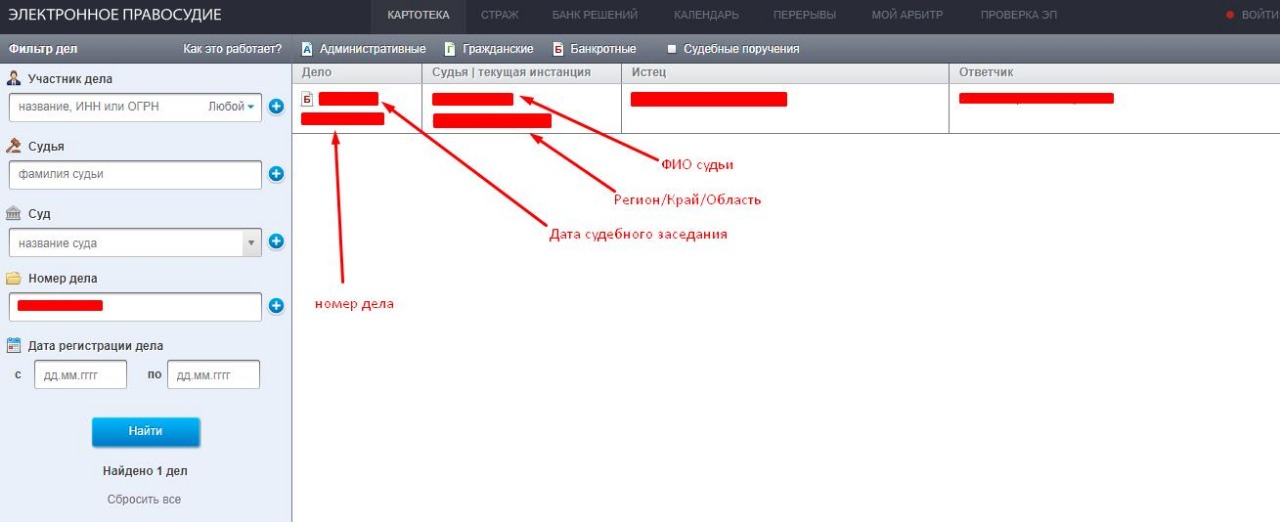 ЭЛЕКТРОННОЕ ПРАВОСУДИЕ
КАРТОТЕКА СТРАЖ БАНК РЕШЕНИЙ КАЛЕНДАРЬ ПЕРЕРЫВЫ МОЙ АРБИТР ПРОВЕРКА ЭП ВОЙТИ
Фильтр дел Как это работает?
А Административные Г Гражданские Б Банкротные Судебные поручения
Участник дела
название, ИНН или ОГРН Любой
Судья
фамилия судьи
Суд
название суда
Номер дела
Дата регистрации дела
с дд.мм.гггг по дд.мм.гггг
Найти
Найдено 1 дел
Сбросить все
Дело Судья | текущая инстанция Истец Ответчик
Б
ФИО судьи
Регион/Край/Область
Дата судебного заседания
номер дела